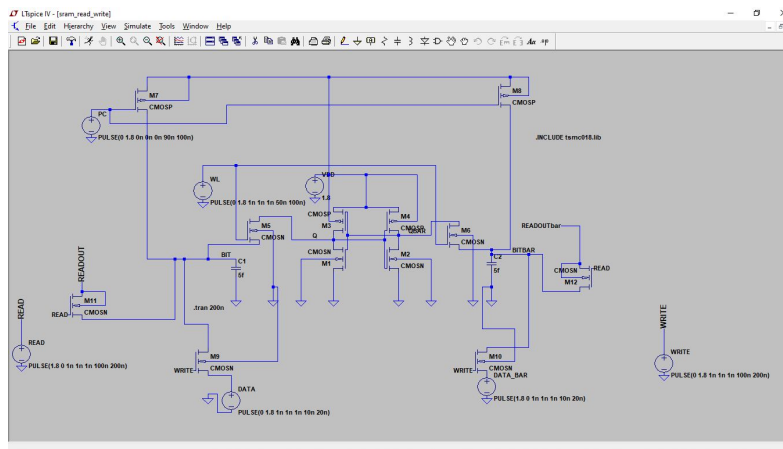 LTspice IV - [sram_read_write]
File Edit Hierarchy View Simulate Tools Window Help
M7
CMOSP
M8
CMOSP
PC
PULSE(0 1.8 0n 0n 0n 90n 100n)
.INCLUDE tsmc018.lib
WL
PULSE(0 1.8 1n 1n 1n 50n 100n)
VDD
1.8
CMOSP
M3
M4
CMOSP
QBAR
M5
CMOSN
Q
M6
CMOSN
READOUTbar
BIT
C1
5f
CMOSN
M1
M2
CMOSN
BITBAR
C2
5f
CMOSN
READ
M12
READOUT
M11
READ
CMOSN
.tran 200n
READ
READ
PULSE(1.8 0 1n 1n 1n 100n 200n)
M9
WRITE
CMOSN
M10
WRITE
CMOSN
WRITE
WRITE
PULSE(0 1.8 1n 1n 1n 100n 200n)
DATA
PULSE(0 1.8 1n 1n 1n 10n 20n)
DATA_BAR
PULSE(1.8 0 1n 1n 1n 10n 20n)